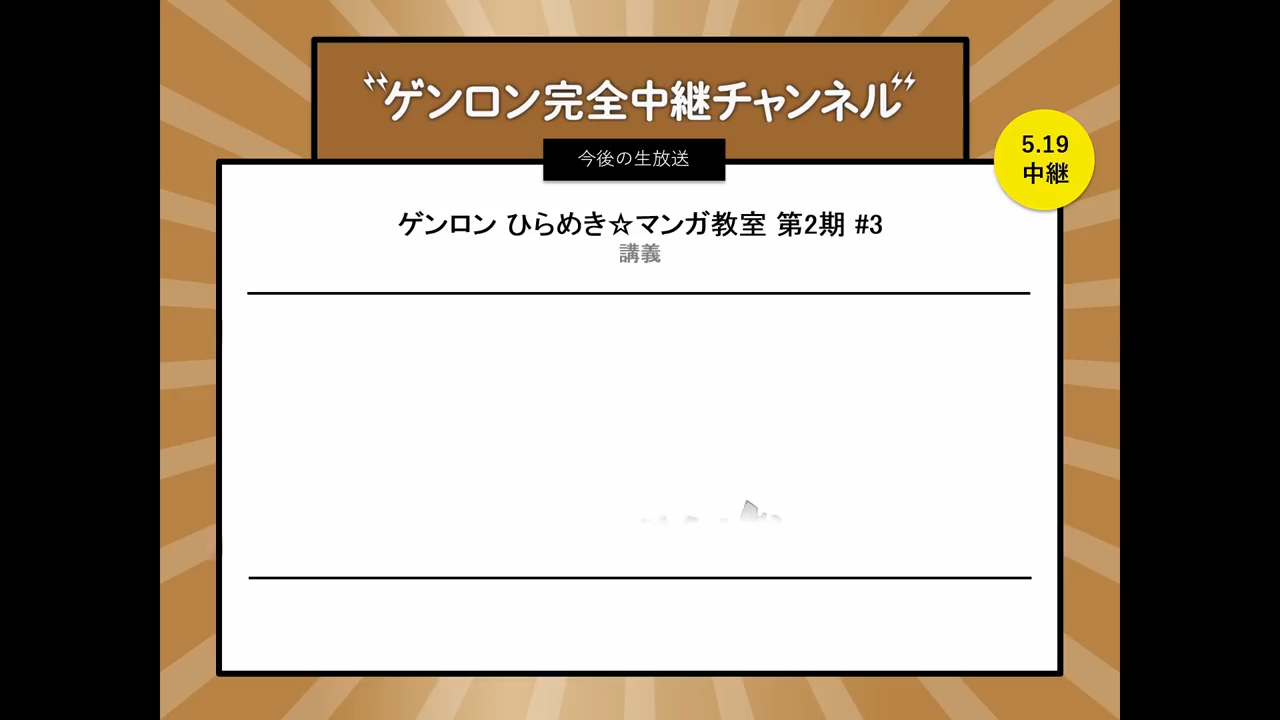 ゲンロン完全中継チャンネル
今後の生放送
5.19
中継
ゲンロン ひらめき☆マンガ教室 第2期 #3
講義